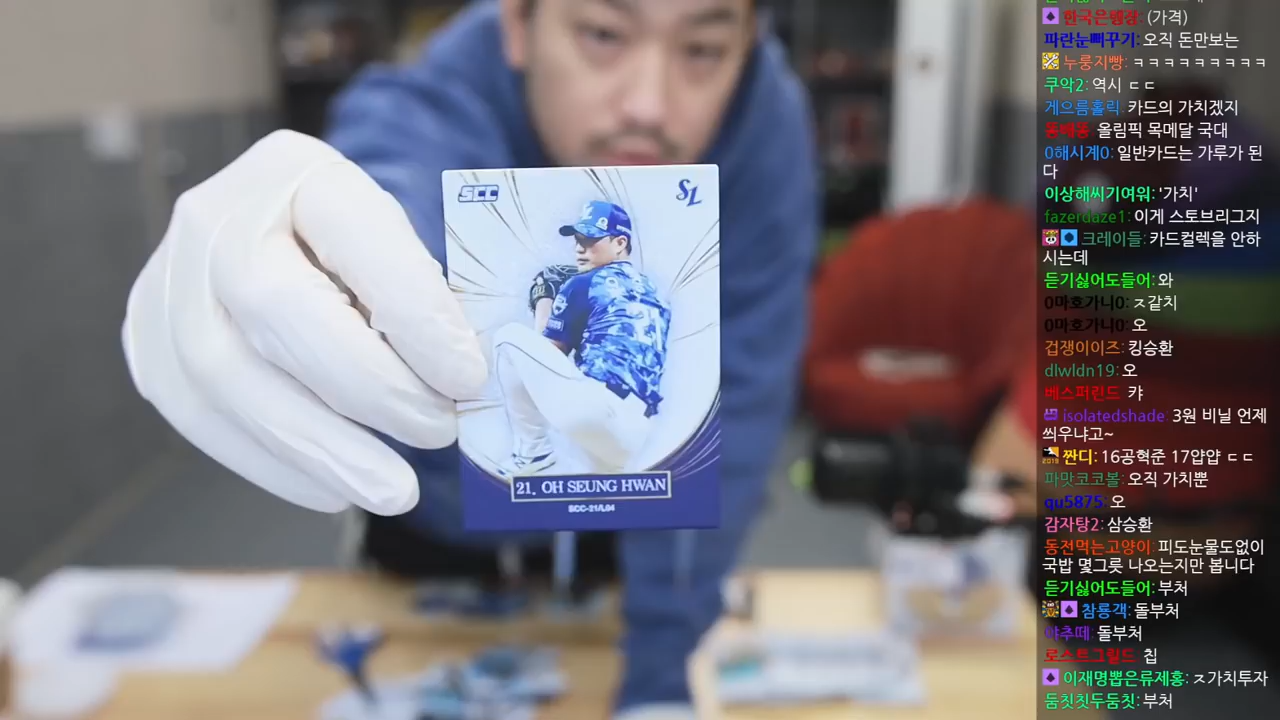 SCC
SL
21. OH SEUNG HWAN
SCC-21/L04
한국은행갱: (가격)
파란눈뻐꾸기: 오직 돈만보는
누룽지빵: ㅋㅋㅋㅋㅋㅋㅋㅋㅋ
쿠악2: 역시 ㄷㄷ
게으름홀릭: 카드의 가치겠지
올림픽 목메달 국대
0해시계0: 일반카드는 가루가 된
다
이상해씨기여워: '가치'
fazerdaze1: 이게 스토브리그지
크레이들: 카드컬렉을 안하
시는데
듣기싫어도들어: 와
0마호가니0: ㅈ같치
0마호가니0: 오
겁쟁이이즈: 킹승환
dlwldn19: 오
베스퍼린드: 캬
isolatedshade: 3원 비닐 언제
씌우냐고~
짠디: 16공혁준 17얍얍 ㄷㄷ
파맛코코볼: 오직 가치뿐
qu5875: 오
감자탕2: 삼승환
동전먹는고양이: 피도눈물도없이
국밥 몇그릇 나오는지만 봅니다
듣기싫어도들어: 부처
참룡객: 돌부처
야추떼: 돌부처
로스트그월드: 칩
이재명뽑은류제홍: ㅈ가치투자
둠칫칫두둠칫: 부처